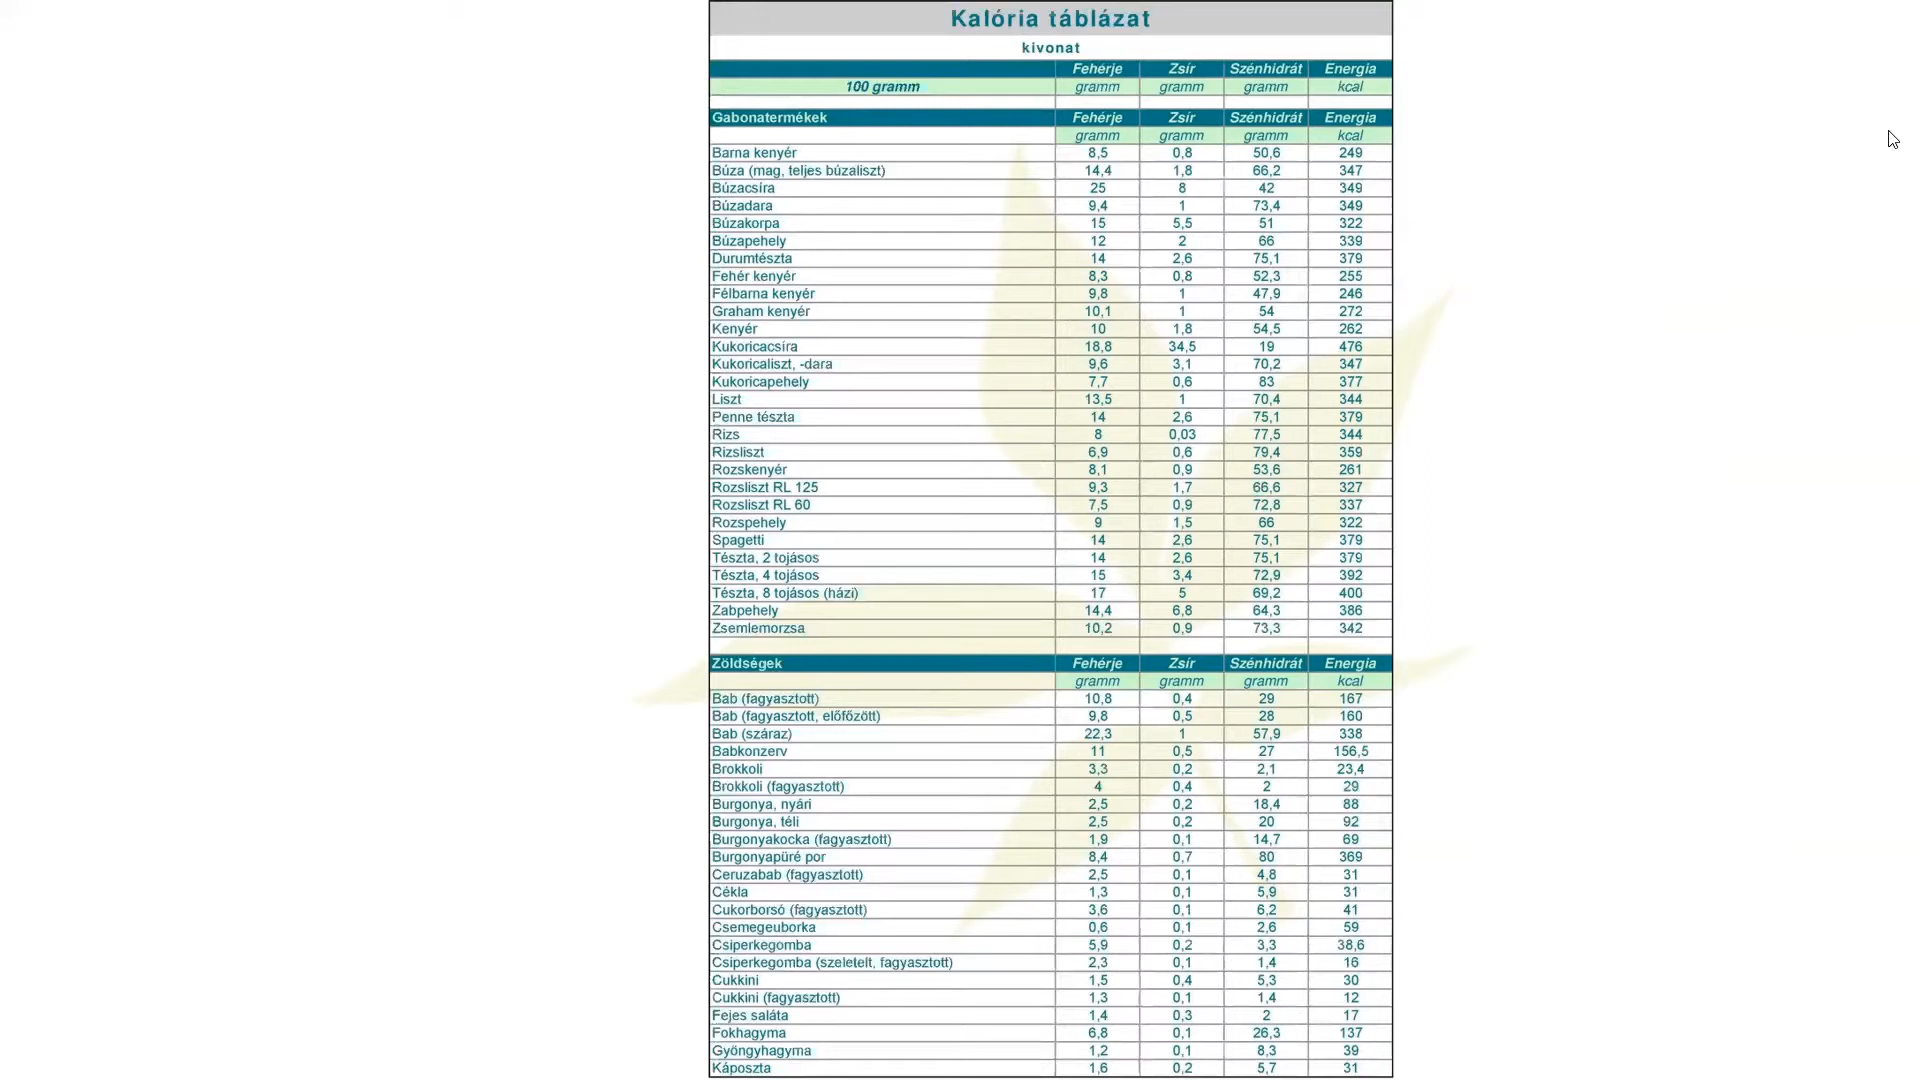 Kalória táblázat
kivonat
Fehérje Zsír Szénhidrát Energia
100 gramm gramm gramm gramm kcal
Gabonatermékek Fehérje Zsír Szénhidrát Energia
gramm gramm gramm kcal
Barna kenyér 8,5 0,8 50,6 249
Búza (mag, teljes búzaliszt) 14,4 1,8 66,2 347
Búzacsíra 25 8 42 349
Búzadara 9,4 1 73,4 349
Búzakorpa 15 5,5 51 322
Búzapehely 12 2 66 339
Durumtészta 14 2,6 75,1 379
Fehér kenyér 8,3 0,8 52,3 255
Félbarna kenyér 9,8 1 47,9 246
Graham kenyér 10,1 1 54 272
Kenyér 10 1,8 54,5 262
Kukoricacsíra 18,8 34,5 19 476
Kukoricaliszt, -dara 9,6 3,1 70,2 347
Kukoricapehely 7,7 0,6 83 377
Liszt 13,5 1 70,4 344
Penne tészta 14 2,6 75,1 379
Rizs 8 0,03 77,5 344
Rizsliszt 6,9 0,6 79,4 359
Rozskenyér 8,1 0,9 53,6 261
Rozsliszt RL 125 9,3 1,7 66,6 327
Rozsliszt RL 60 7,5 0,9 72,8 337
Rozspehely 9 1,5 66 322
Spagetti 14 2,6 75,1 379
Tészta, 2 tojásos 14 2,6 75,1 379
Tészta, 4 tojásos 15 3,4 72,9 392
Tészta, 8 tojásos (házi) 17 5 69,2 400
Zabpehely 14,4 6,8 64,3 386
Zsemlemorzsa 10,2 0,9 73,3 342
Zöldségek Fehérje Zsír Szénhidrát Energia
gramm gramm gramm kcal
Bab (fagyasztott) 10,8 0,4 29 167
Bab (fagyasztott, előfőzött) 9,8 0,5 28 160
Bab (száraz) 22,3 1 57,9 338
Babkonzerv 11 0,5 27 156,5
Brokkoli 3,3 0,2 2,1 23,4
Brokkoli (fagyasztott) 4 0,4 2 29
Burgonya, nyári 2,5 0,2 18,4 88
Burgonya, téli 2,5 0,2 20 92
Burgonyakocka (fagyasztott) 1,9 0,1 14,7 69
Burgonyapüré por 8,4 0,7 80 369
Ceruzabab (fagyasztott) 2,5 0,1 4,8 31
Cékla 1,3 0,1 5,9 31
Cukorborsó (fagyasztott) 3,6 0,1 6,2 41
Csemegeuborka 0,6 0,1 2,6 59
Csiperkegomba 5,9 0,2 3,3 38,6
Csiperkegomba (szeletelt, fagyasztott) 2,3 0,1 1,4 16
Cukkini 1,5 0,4 5,3 30
Cukkini (fagyasztott) 1,3 0,1 1,4 12
Fejes saláta 1,4 0,3 2 17
Fokhagyma 6,8 0,1 26,3 137
Gyöngyhagyma 1,2 0,1 8,3 39
Káposzta 1,6 0,2 5,7 31